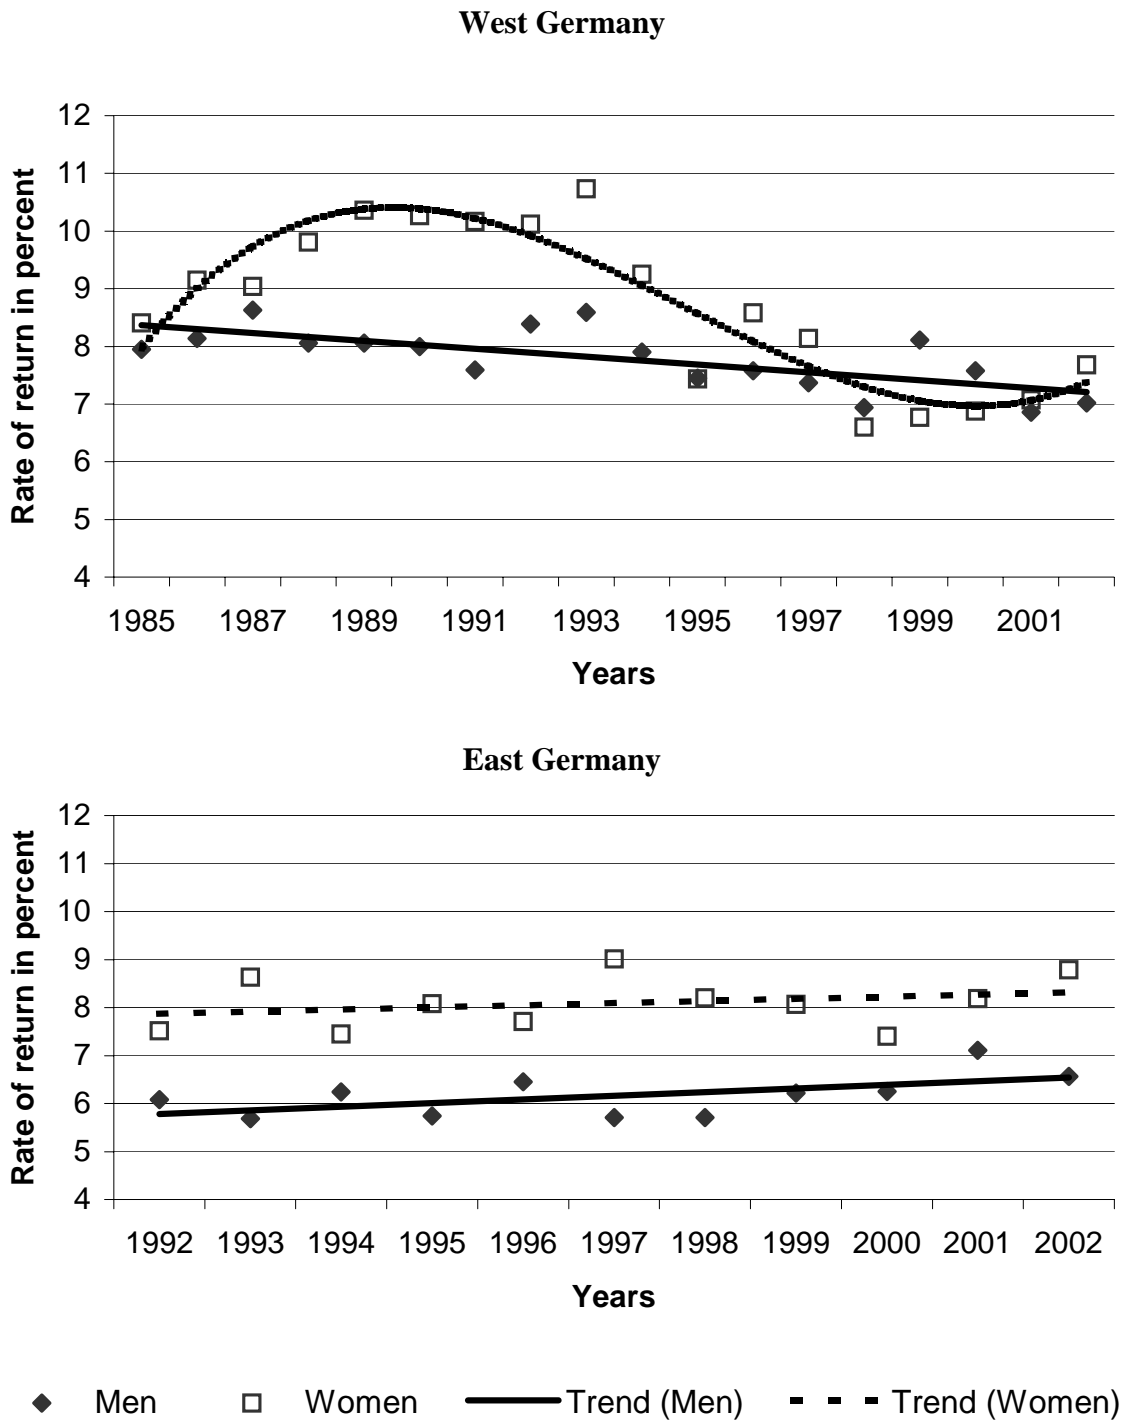 West Germany
12
11
10
9
8
7
6
5
4
Rate of return in percent
1985 1987 1989 1991 1993 1995 1997 1999 2001
Years
East Germany
12
11
10
9
8
7
6
5
4
Rate of return in percent
1992 1993 1994 1995 1996 1997 1998 1999 2000 2001 2002
Years
Men Women Trend (Men) Trend (Women)